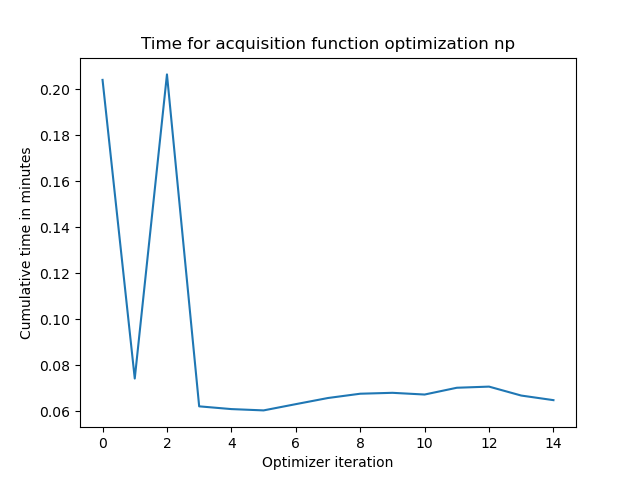 Time for acquisition function optimization np
Cumulative time in minutes
0.20
0.18
0.16
0.14
0.12
0.10
0.08
0.06
0 2 4 6 8 10 12 14
Optimizer iteration